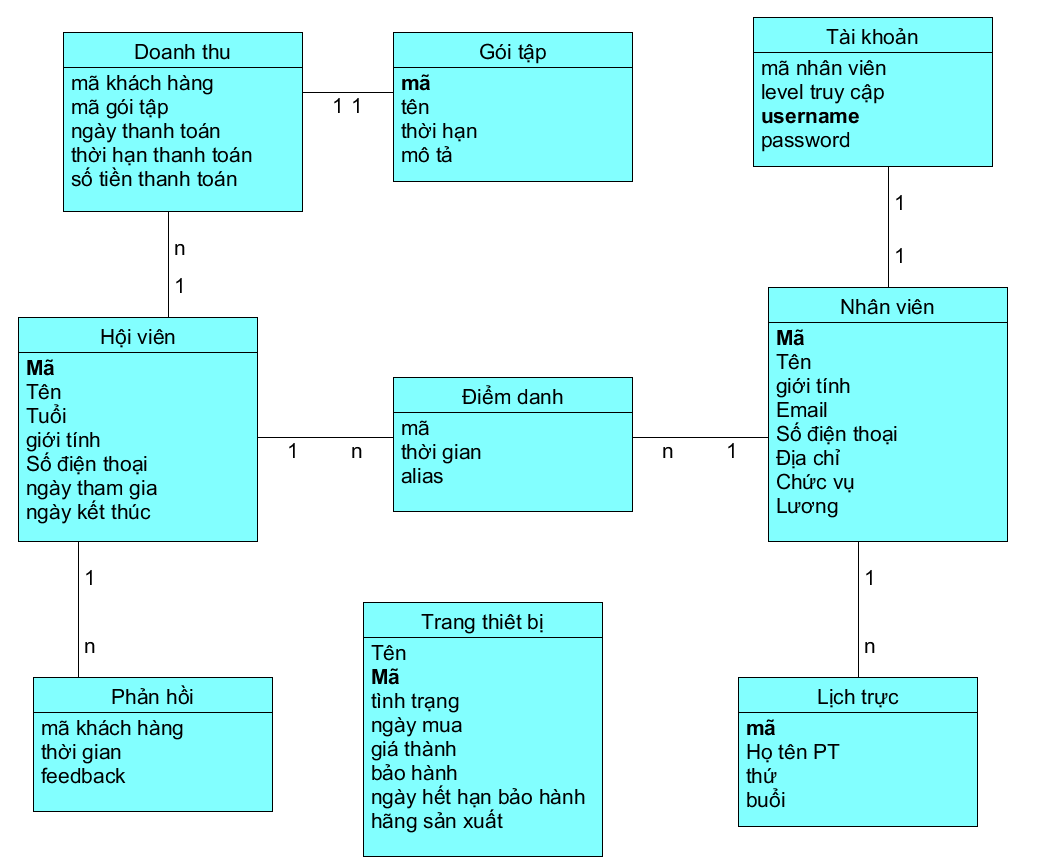 Doanh thu
mã khách hàng
mã gói tập
ngày thanh toán
thời hạn thanh toán
số tiền thanh toán
1 1
Gói tập
mã
tên
thời hạn
mô tả
Tài khoản
mã nhân viên
level truy cập
username
password
n
1
1
1
Hội viên
Mã
Tên
Tuổi
giới tính
Số điện thoại
ngày tham gia
ngày kết thúc
1
n
Điểm danh
mã
thời gian
alias
n
1
Nhân viên
Mã
Tên
giới tính
Email
Số điện thoại
Địa chỉ
Chức vụ
Lương
1
n
1
n
Phản hồi
mã khách hàng
thời gian
feedback
Trang thiêt bị
Tên
Mã
tình trạng
ngày mua
giá thành
bảo hành
ngày hết hạn bảo hành
hãng sản xuất
Lịch trực
mã
Họ tên PT
thứ
buổi